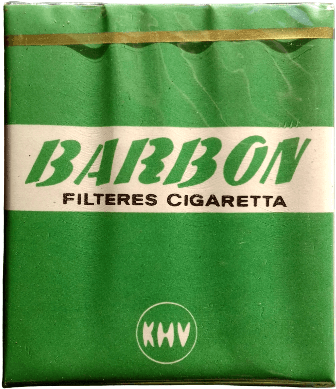 BARBON
FILTERES CIGARETTA
KHV